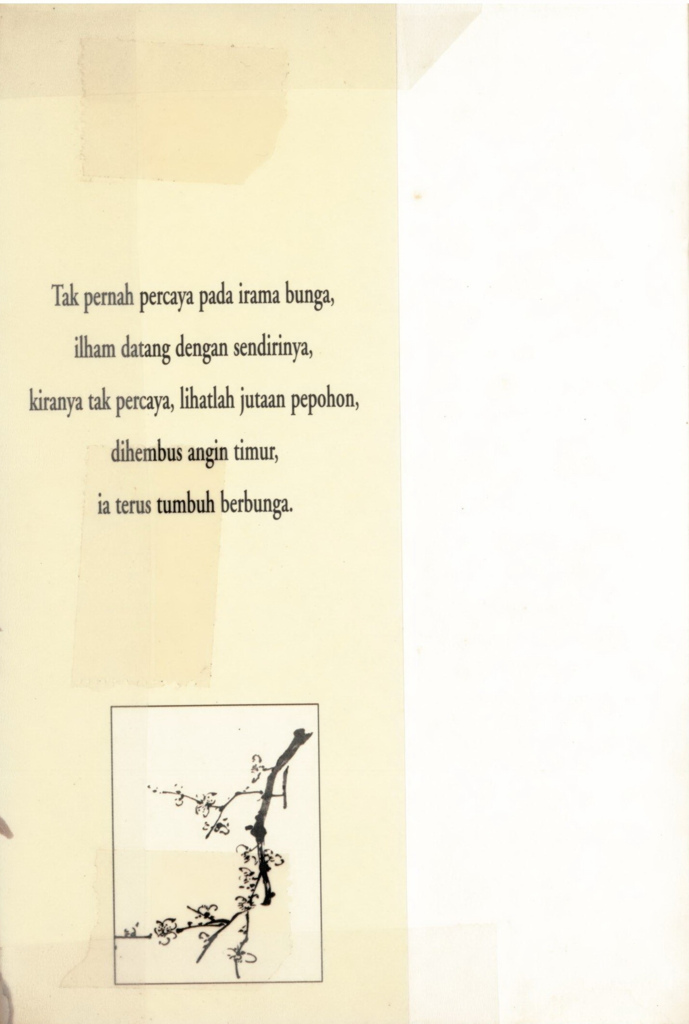 Tak pernah percaya pada irama bunga,
ilham datang dengan sendirinya,
kiranya tak percaya, lihatlah jutaan pepohon,
dihembus angin timur,
ia terus tumbuh berbunga.